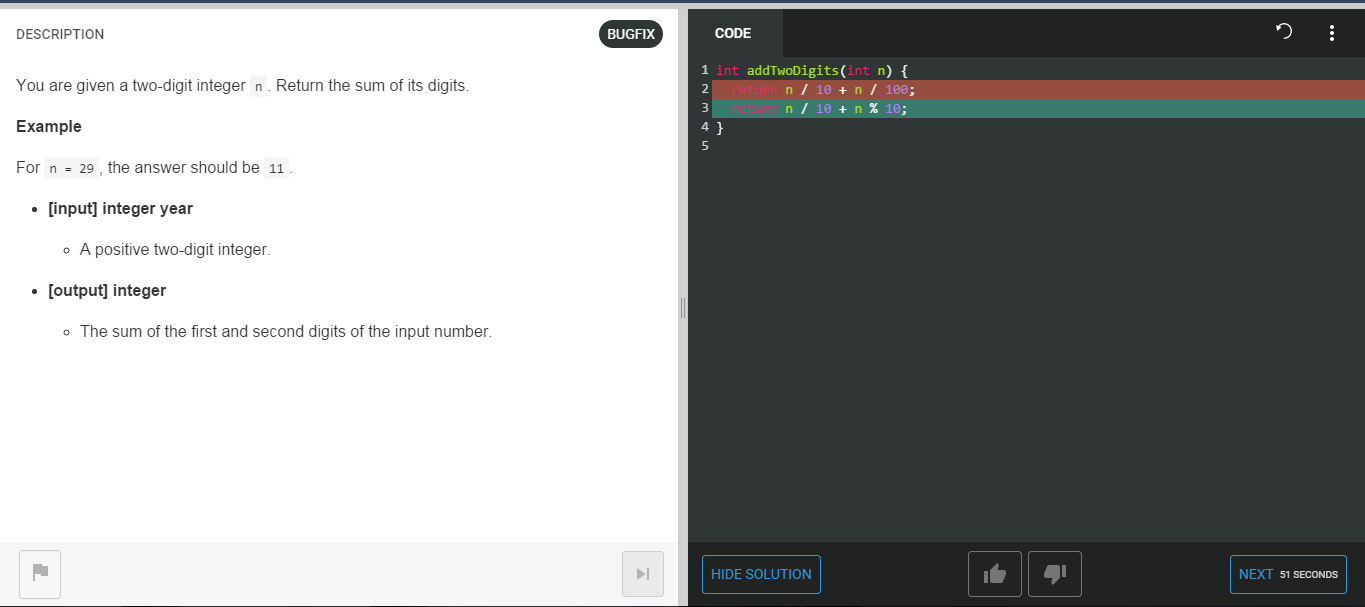 DESCRIPTION
BUGFIX
You are given a two-digit integer n. Return the sum of its digits.
Example
For n = 29, the answer should be 11.
• [input] integer year
○ A positive two-digit integer.
• [output] integer
○ The sum of the first and second digits of the input number.
CODE
1 int addTwoDigits(int n) {
2   return n / 10 + n / 100;
3   return n / 10 + n % 10;
4 }
5
HIDE SOLUTION
NEXT 51 SECONDS